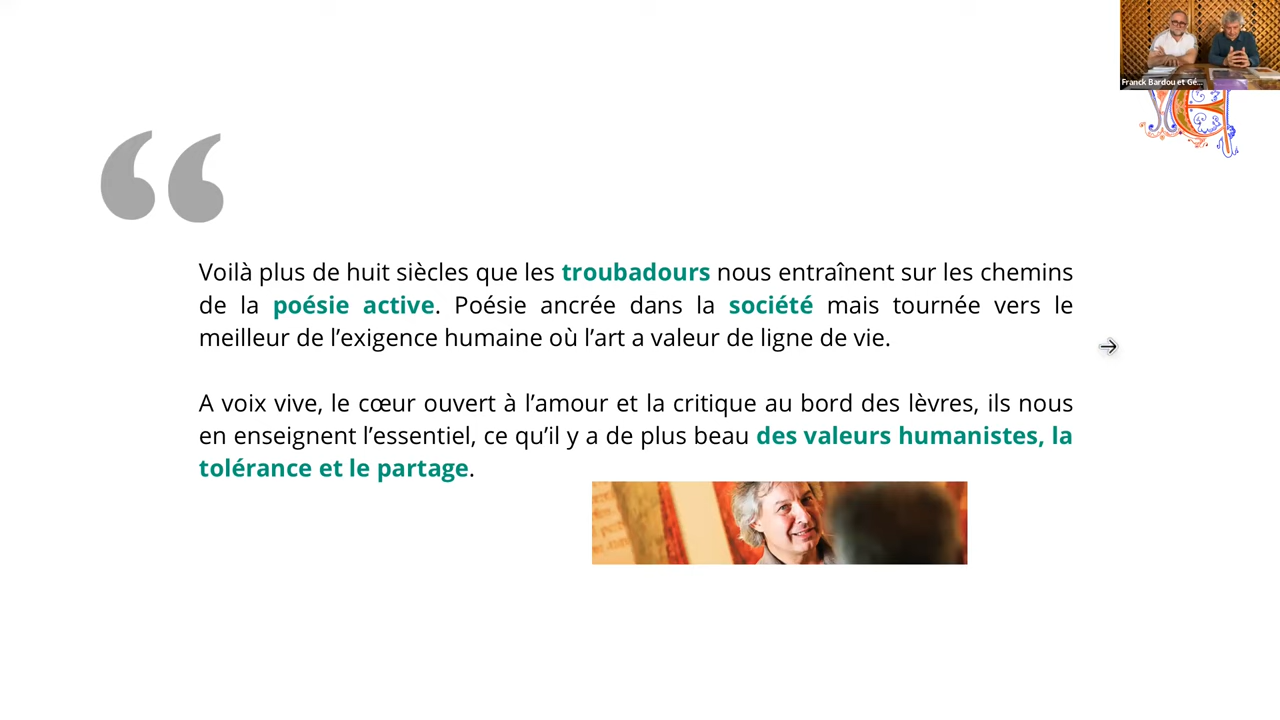 Franck Bardou et Gé...
“
Voilà plus de huit siècles que les troubadours nous entraînent sur les chemins
de la poésie active. Poésie ancrée dans la société mais tournée vers le
meilleur de l’exigence humaine où l’art a valeur de ligne de vie.
A voix vive, le cœur ouvert à l’amour et la critique au bord des lèvres, ils nous
en enseignent l’essentiel, ce qu’il y a de plus beau des valeurs humanistes, la
tolérance et le partage.